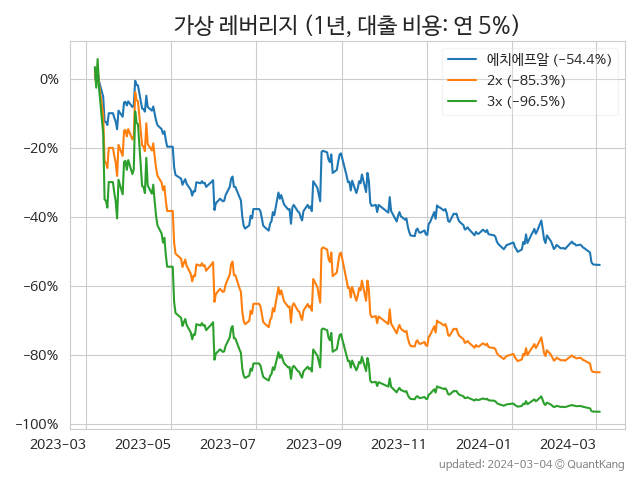 가상 레버리지 (1년, 대출 비용: 연 5%)
에치에프알 (−54.4%)
2x (−85.3%)
3x (−96.5%)
0%
−20%
−40%
−60%
−80%
−100%
2023-03 2023-05 2023-07 2023-09 2023-11 2024-01 2024-03
updated: 2024-03-04 © QuantKang